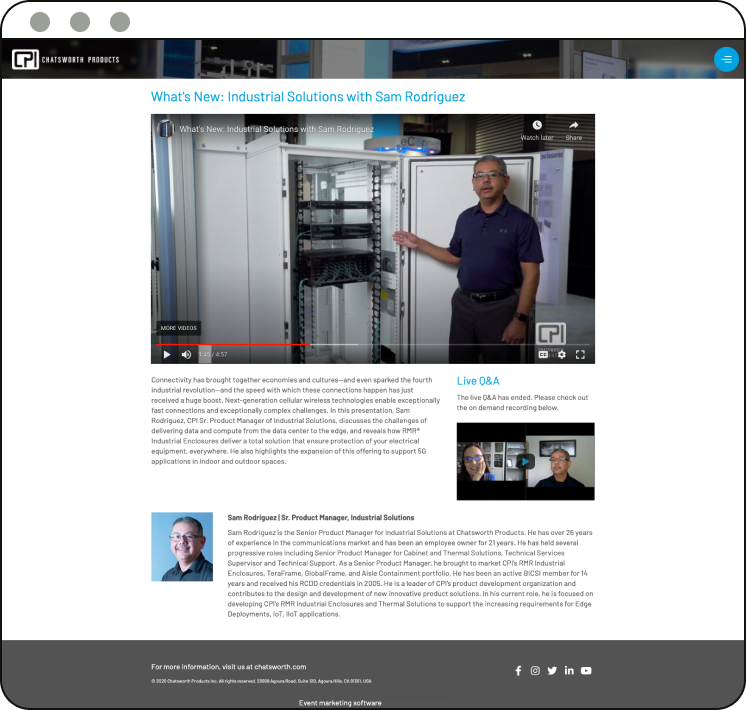 CPI CHATSWORTH PRODUCTS
What's New: Industrial Solutions with Sam Rodriguez
What's New: Industrial Solutions with Sam Rodriguez
Watch later
Share
MORE VIDEOS
CPI
CHATSWORTH
1:45 / 4:57
CC
Connectivity has brought together economies and cultures—and even sparked the fourth
industrial revolution—and the speed with which these connections happen has just
received a huge boost. Next-generation cellular wireless technologies enable exceptionally
fast connections and exceptionally complex challenges. In this presentation, Sam
Rodriguez, CPI Sr. Product Manager of Industrial Solutions, discusses the challenges of
delivering data and compute from the data center to the edge, and reveals how RMR®
Industrial Enclosures deliver a total solution that ensure protection of your electrical
equipment, everywhere. He also highlights the expansion of this offering to support 5G
applications in indoor and outdoor spaces.
Live Q&A
The live Q&A has ended. Please check out
the on demand recording below.
Sam Rodriguez | Sr. Product Manager, Industrial Solutions
Sam Rodriguez is the Senior Product Manager for Industrial Solutions at Chatsworth Products. He has over 26 years
of experience in the communications market and has been an employee owner for 21 years. He has held several
progressive roles including Senior Product Manager for Cabinet and Thermal Solutions, Technical Services
Supervisor and Technical Support. As a Senior Product Manager, he brought to market CPI's RMR Industrial
Enclosures, TeraFrame, GlobalFrame, and Aisle Containment portfolio. He has been an active BICSI member for 14
years and received his RCDD credentials in 2005. He is a leader of CPI's product development organization and
contributes to the design and development of new innovative product solutions. In his current role, he is focused on
developing CPI's RMR Industrial Enclosures and Thermal Solutions to support the increasing requirements for Edge
Deployments, IoT, IIoT applications.
For more information, visit us at chatsworth.com
© 2020 Chatsworth Products Inc. All rights reserved. 29899 Agoura Road, Suite 120, Agoura Hills, CA 91301, USA
Event marketing software